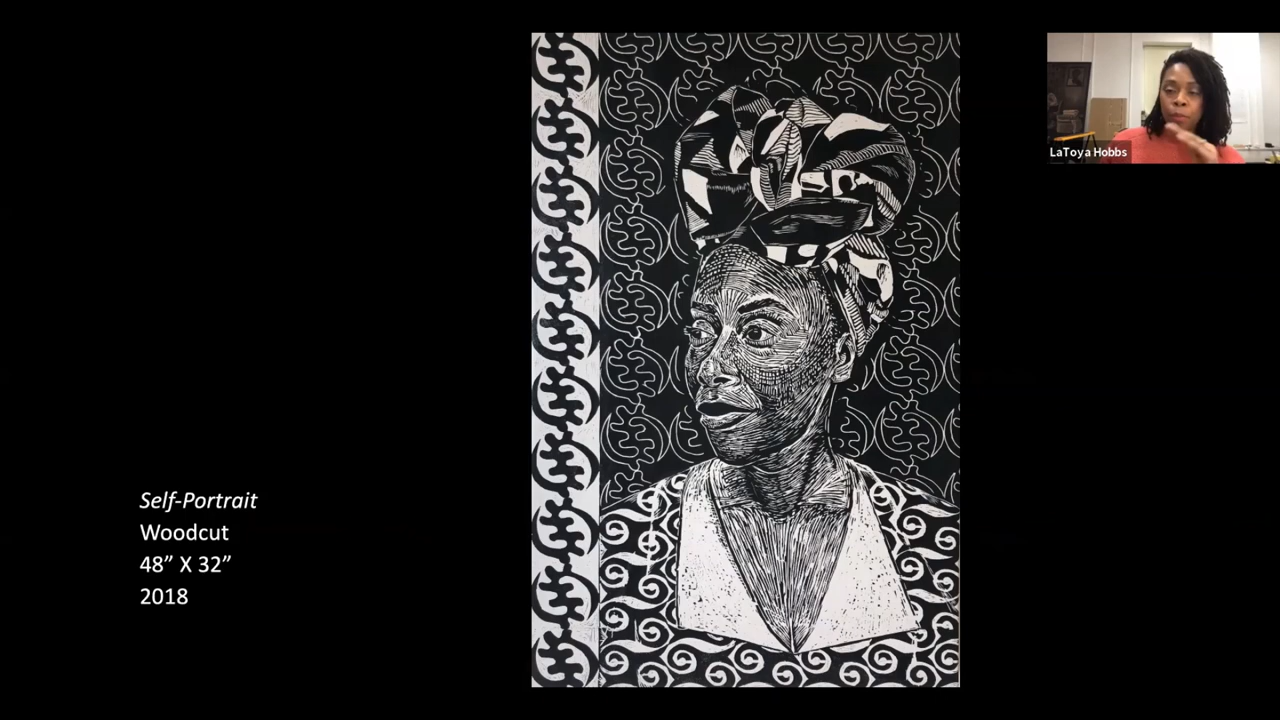 LaToya Hobbs
Self-Portrait
Woodcut
48” X 32”
2018